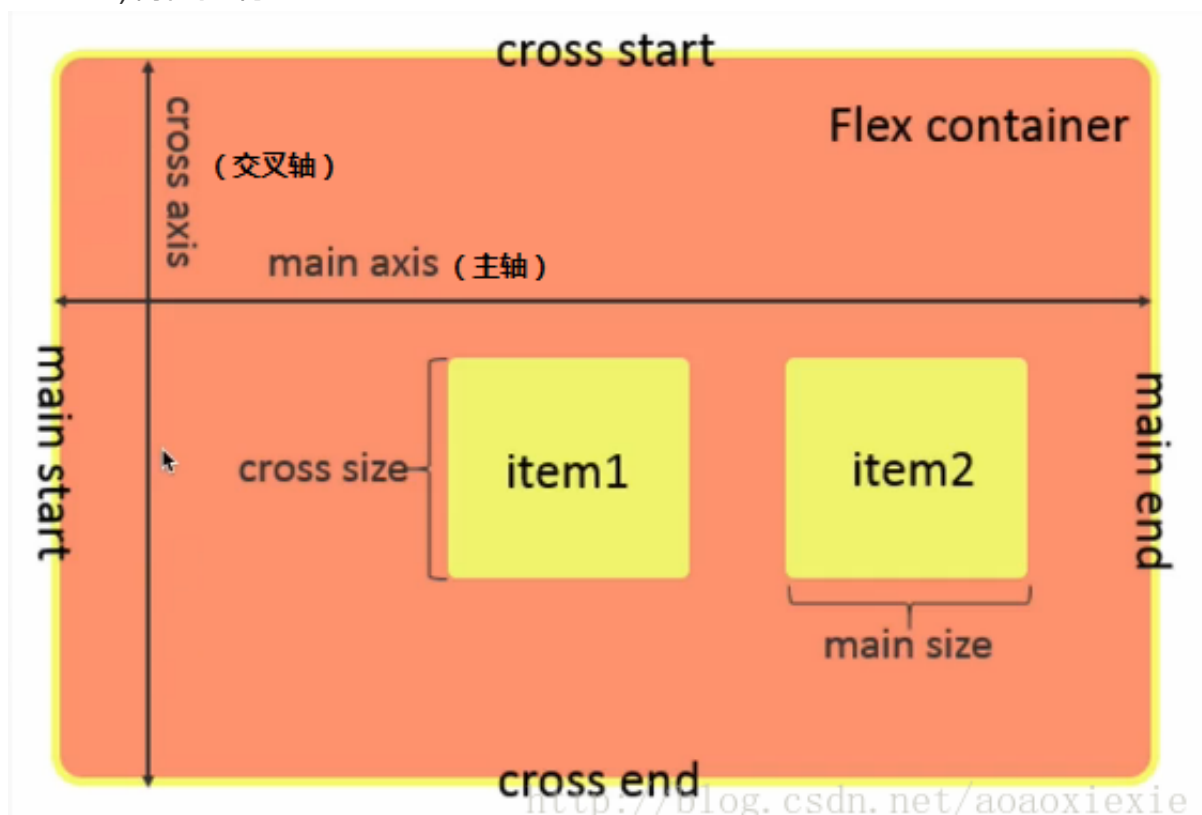 cross start
Flex container
cross axis
（交叉轴）
main axis（主轴）
main start
main end
cross size
item1
item2
main size
cross end
http://blog.csdn.net/aoaoxiexie